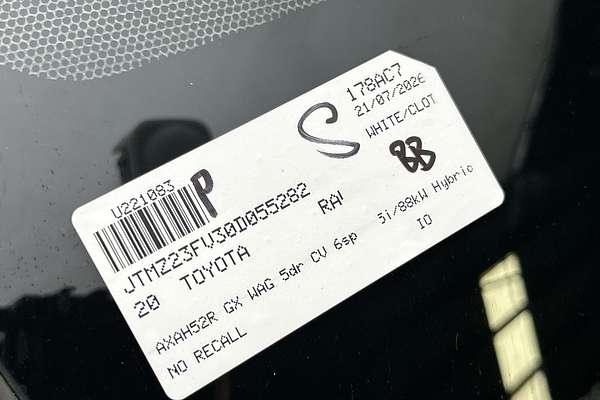 178AC7
21/07/2026
WHITE/CLOT
S
BB
U221083
P
JTMZ23FV30D055282
20 TOYOTA RAV
AXAH52R GX WAG 5dr CV 6sp 5i/88kW Hybric
NO RECALL IO